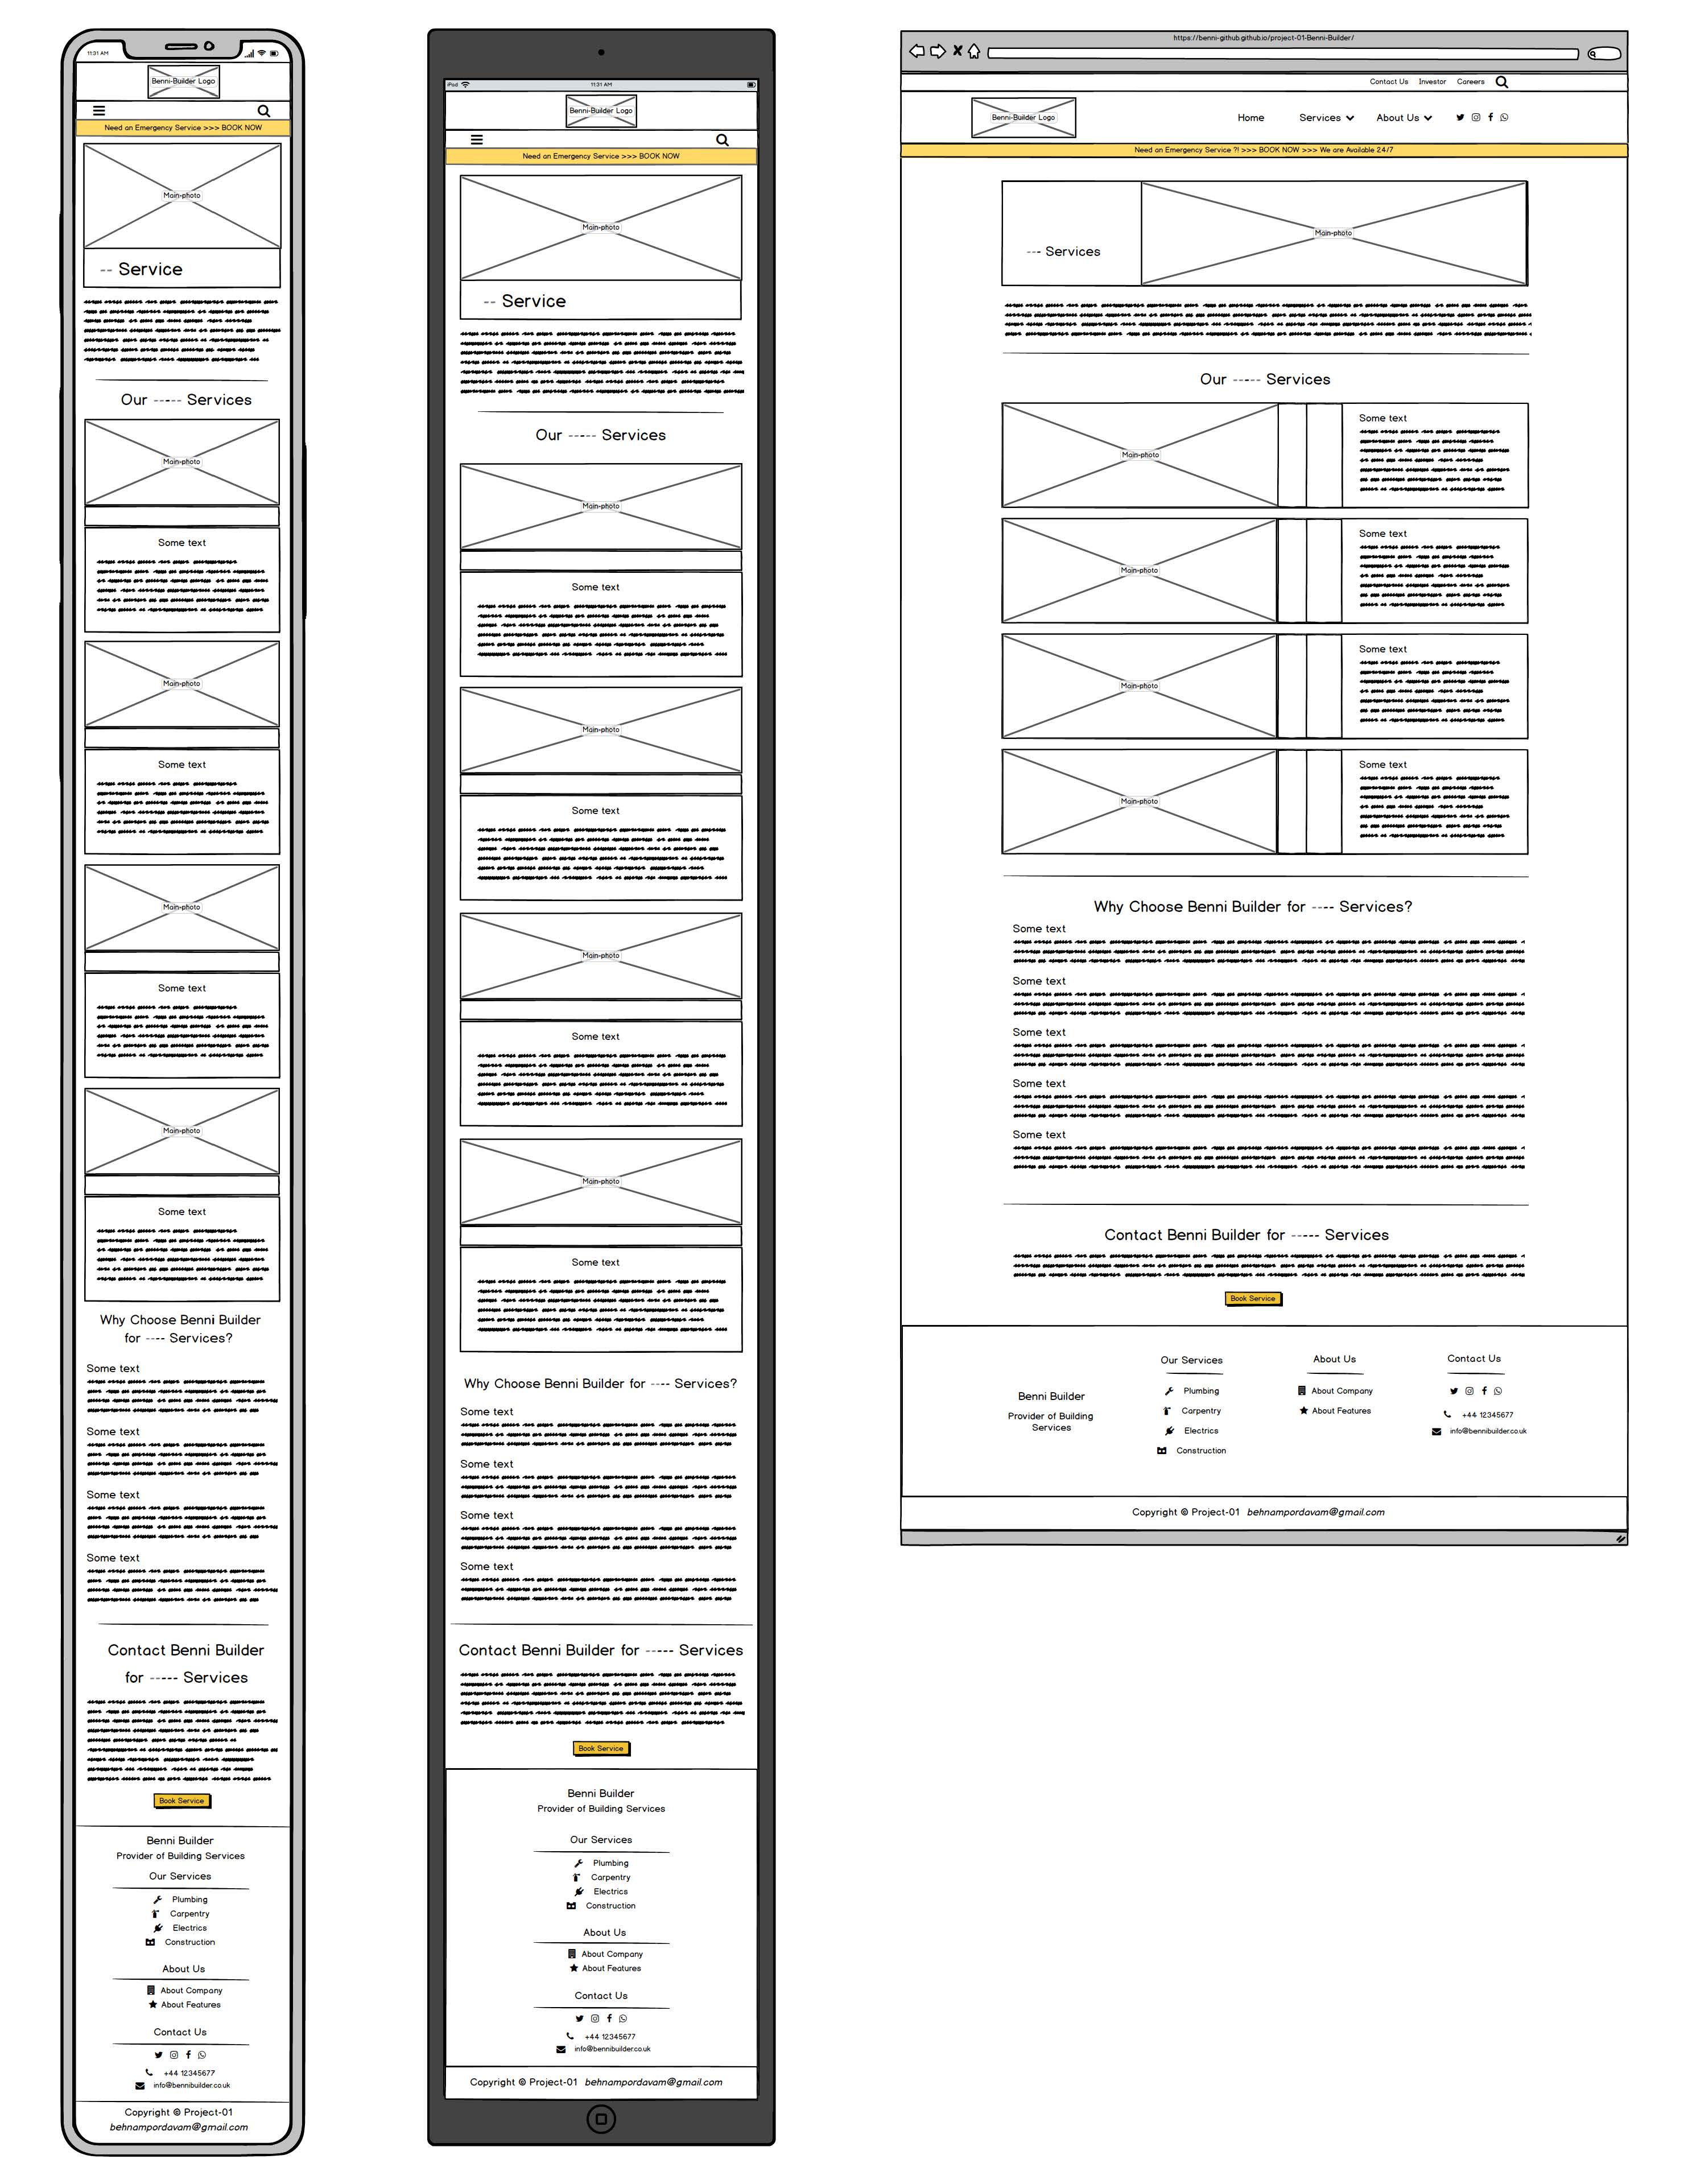 11:31 AM
Benni-Builder Logo
Need an Emergency Service >>> BOOK NOW
Main-photo
-- Service
Our ----- Services
Main-photo
Some text
Main-photo
Some text
Main-photo
Some text
Main-photo
Some text
Why Choose Benni Builder
for ---- Services?
Some text
Some text
Some text
Some text
Contact Benni Builder
for ----- Services
Book Service
Benni Builder
Provider of Building Services
Our Services
Plumbing
Carpentry
Electrics
Construction
About Us
About Company
About Features
Contact Us
+44 12345677
info@bennibuilder.co.uk
Copyright © Project-01
behnampordavam@gmail.com
iPad 11:31 AM
Benni-Builder Logo
Need an Emergency Service >>> BOOK NOW
Main-photo
-- Service
Our ----- Services
Main-photo
Some text
Main-photo
Some text
Main-photo
Some text
Main-photo
Some text
Why Choose Benni Builder for ---- Services?
Some text
Some text
Some text
Some text
Contact Benni Builder for ----- Services
Book Service
Benni Builder
Provider of Building Services
Our Services
Plumbing
Carpentry
Electrics
Construction
About Us
About Company
About Features
Contact Us
+44 12345677
info@bennibuilder.co.uk
Copyright © Project-01 behnampordavam@gmail.com
https://benni-github.github.io/project-01-Benni-Builder/
Contact Us Investor Careers
Benni-Builder Logo Home Services About Us
Need an Emergency Service ?! >>> BOOK NOW >>> We are Available 24/7
--- Services
Main-photo
Our ----- Services
Main-photo
Some text
Main-photo
Some text
Main-photo
Some text
Main-photo
Some text
Why Choose Benni Builder for ---- Services?
Some text
Some text
Some text
Some text
Some text
Contact Benni Builder for ----- Services
Book Service
Benni Builder
Provider of Building
Services
Our Services
Plumbing
Carpentry
Electrics
Construction
About Us
About Company
About Features
Contact Us
+44 12345677
info@bennibuilder.co.uk
Copyright © Project-01 behnampordavam@gmail.com